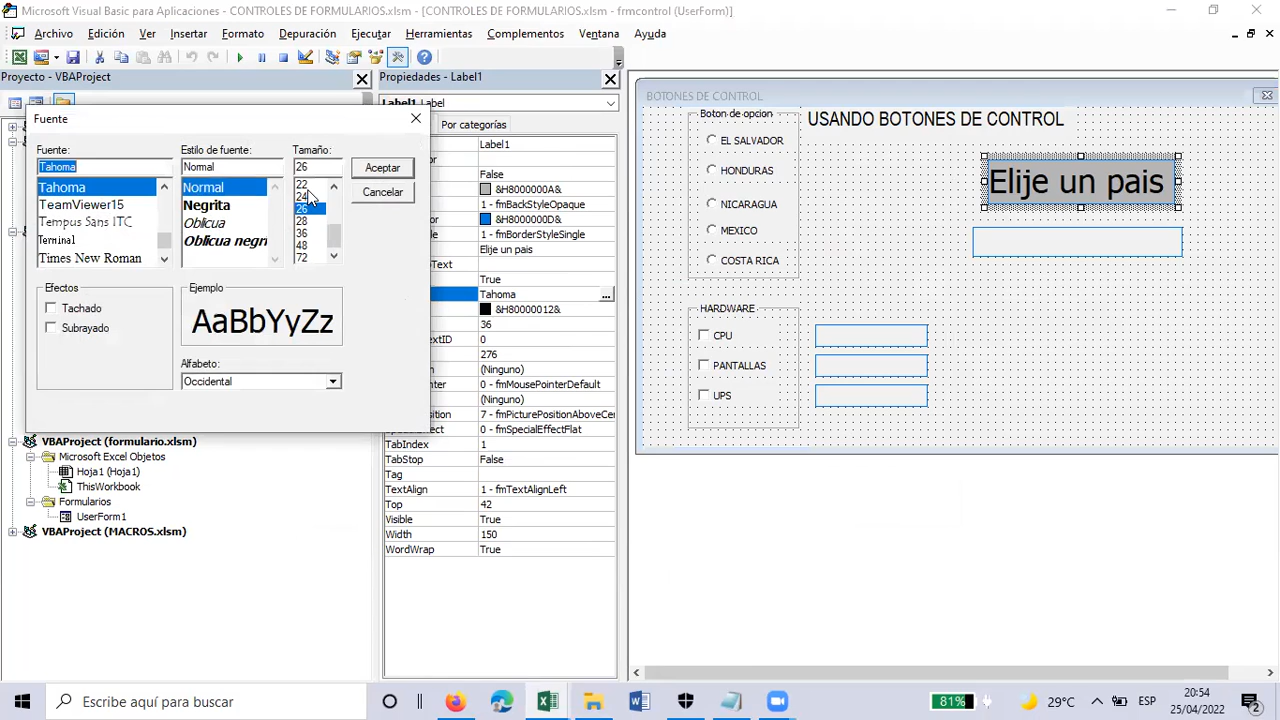 Microsoft Visual Basic para Aplicaciones - CONTROLES DE FORMULARIOS.xlsm - [CONTROLES DE FORMULARIOS.xlsm - frmcontrol (UserForm)]
Archivo Edición Ver Insertar Formato Depuración Ejecutar Herramientas Complementos Ventana Ayuda
Proyecto - VBAProject
Fuente
Fuente:
Tahoma
Tahoma
TeamViewer15
Tempus Sans ITC
Terminal
Times New Roman
Estilo de fuente:
Normal
Normal
Negrita
Oblicua
Oblicua negri
Tamaño:
26
22
24
26
28
36
48
72
Aceptar
Cancelar
Efectos
Tachado
Subrayado
Ejemplo
AaBbYyZz
Alfabeto:
Occidental
VBAProject (formulario.xlsm)
Microsoft Excel Objetos
Hoja1 (Hoja1)
ThisWorkbook
Formularios
UserForm1
VBAProject (MACROS.xlsm)
Propiedades - Label1
Label1 Label
Por categorías
Label1
False
&H8000000A&
1 - fmBackStyleOpaque
&H8000000D&
1 - fmBorderStyleSingle
Elije un pais
True
Tahoma
...
&H80000012&
36
0
276
(Ninguno)
0 - fmMousePointerDefault
(Ninguno)
7 - fmPicturePositionAboveCer
0 - fmSpecialEffectFlat
TabIndex 1
TabStop False
Tag
TextAlign 1 - fmTextAlignLeft
Top 42
Visible True
Width 150
WordWrap True
BOTONES DE CONTROL
USANDO BOTONES DE CONTROL
Boton de opcion
EL SALVADOR
HONDURAS
NICARAGUA
MEXICO
COSTA RICA
Elije un pais
HARDWARE
CPU
PANTALLAS
UPS
Escribe aquí para buscar
81%
29°C
ESP
20:54
25/04/2022
2